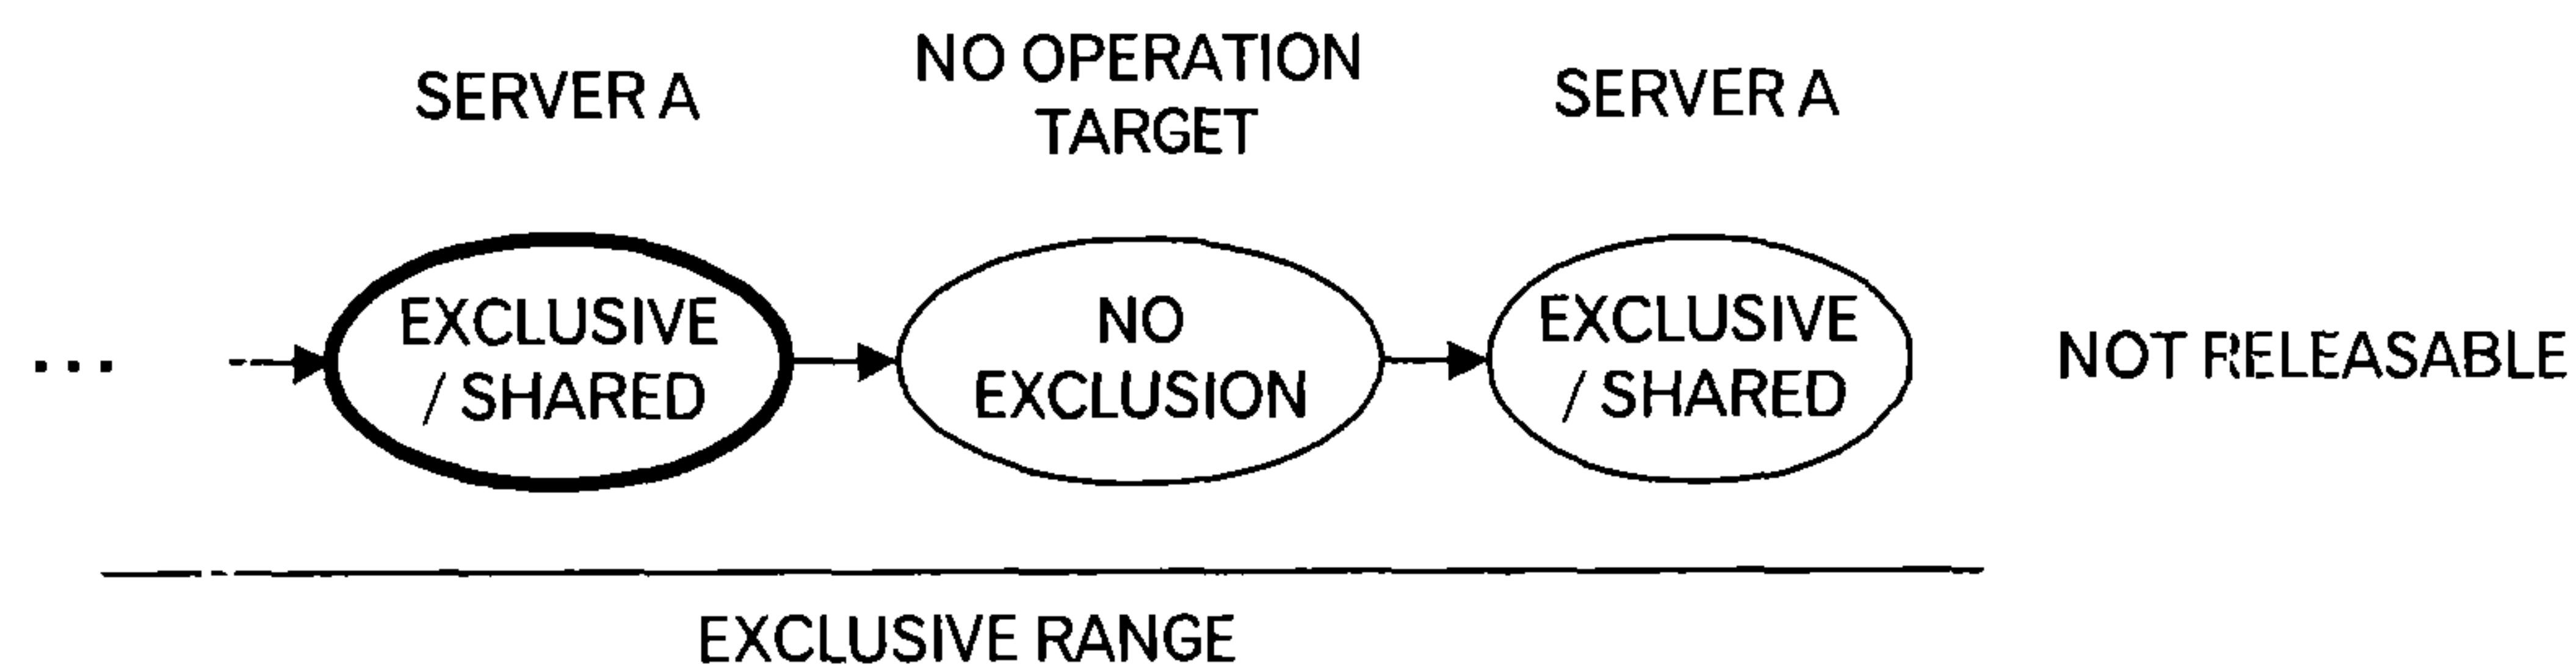 SERVER A
NO OPERATION
TARGET
SERVER A
...
EXCLUSIVE
/ SHARED
NO
EXCLUSION
EXCLUSIVE
/ SHARED
NOT RELEASABLE
EXCLUSIVE RANGE